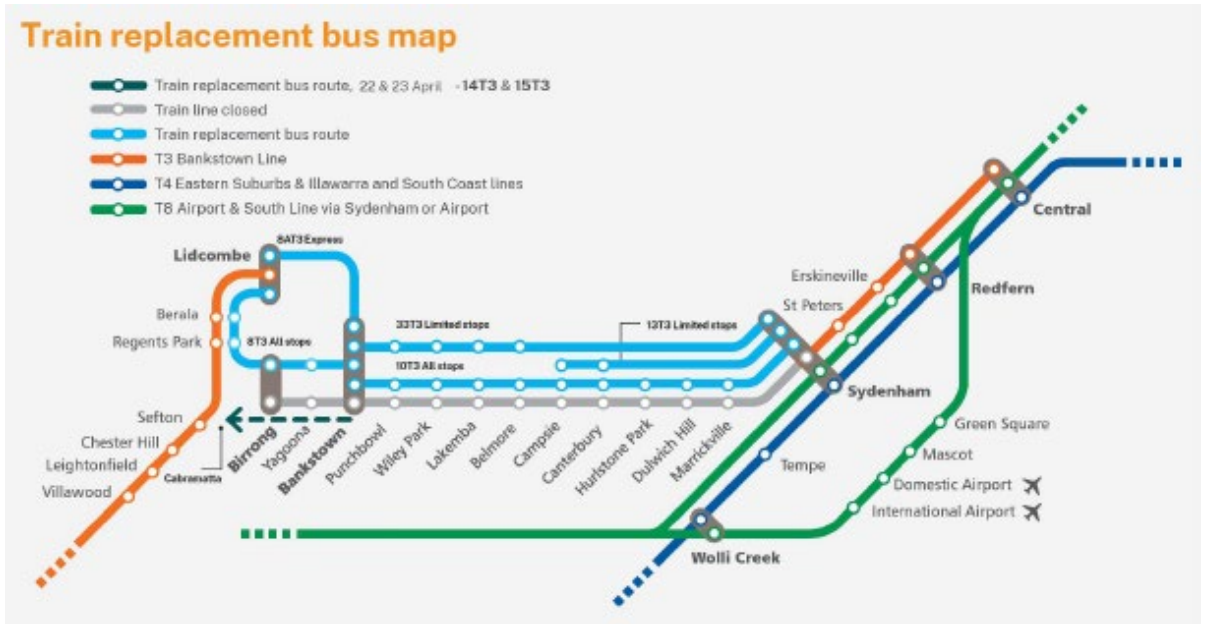 Train replacement bus map
Train replacement bus route, 22 & 23 April - 14T3 & 15T3
Train line closed
Train replacement bus route
T3 Bankstown Line
T4 Eastern Suburbs & Illawarra and South Coast lines
T8 Airport & South Line via Sydenham or Airport
Central
8AT3 Express
Lidcombe
Erskineville
Redfern
St Peters
Berala
33T3 Limited stops
13T3 Limited stops
Regents Park
8T3 All stops
10T3 All stops
Sydenham
Sefton
Green Square
Chester Hill
Birrong
Yagoona
Bankstown
Punchbowl
Wiley Park
Lakemba
Belmore
Campsie
Canterbury
Hurlstone Park
Dulwich Hill
Marrickville
Mascot
Leightonfield
Tempe
Cabramatta
Domestic Airport
Villawood
International Airport
Wolli Creek